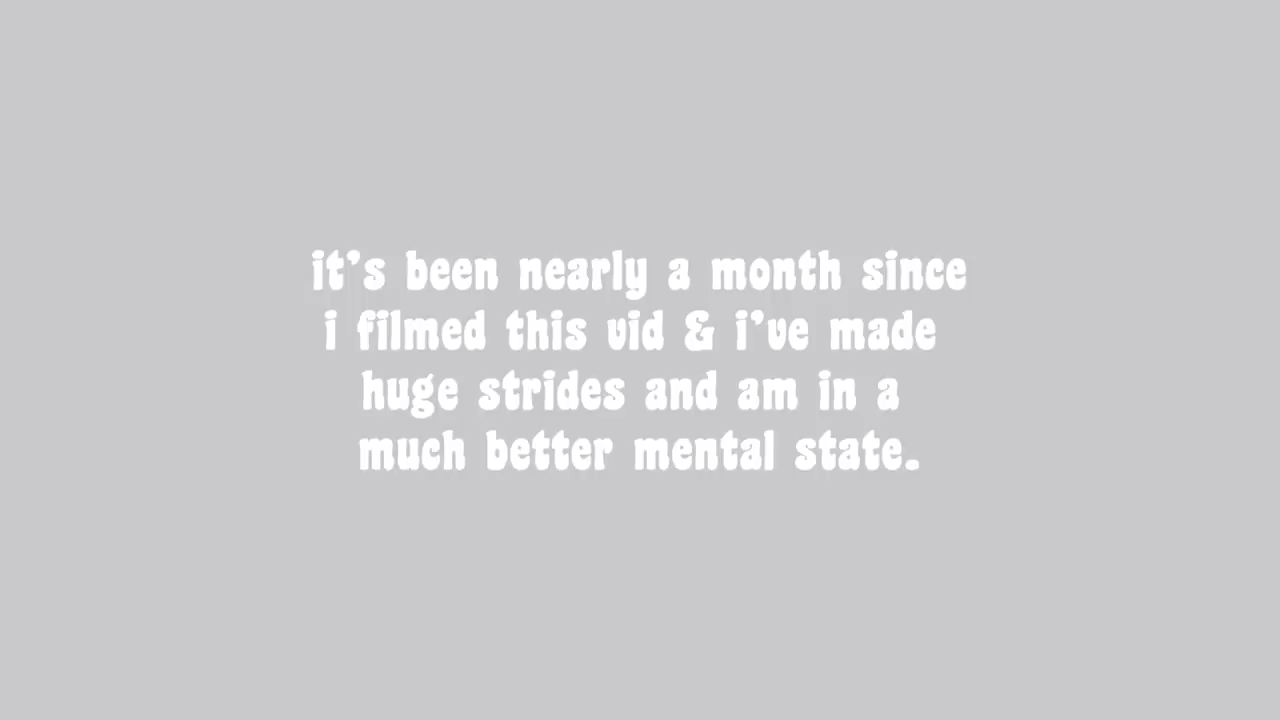 it's been nearly a month since
i filmed this vid & i've made
huge strides and am in a
much better mental state.